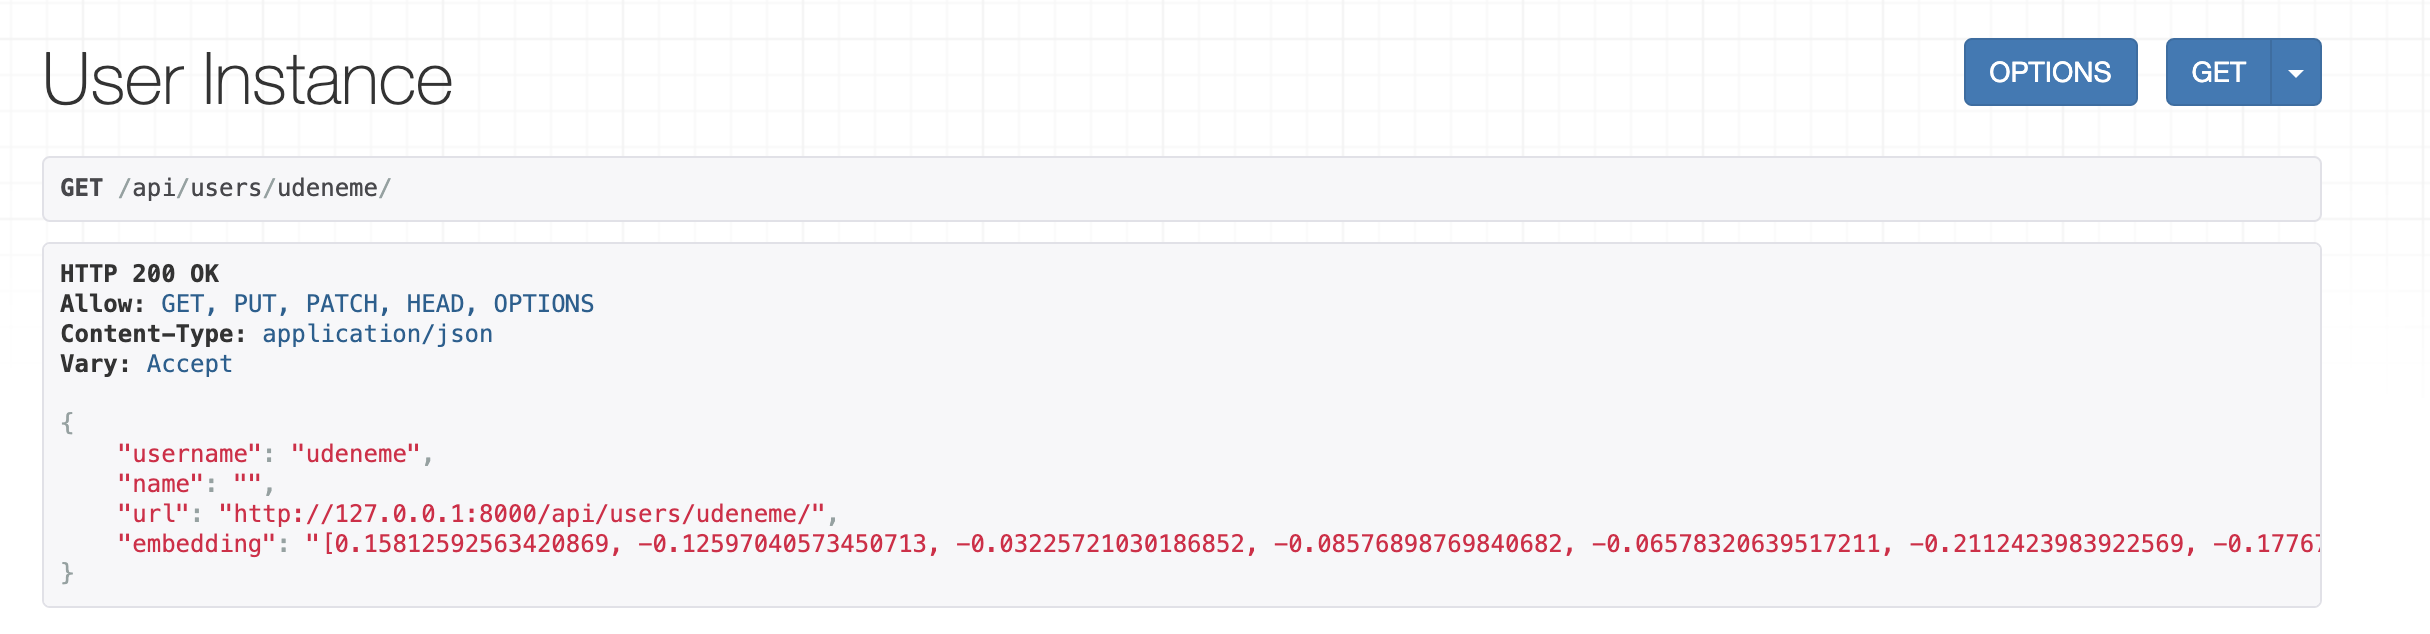 User Instance
OPTIONS
GET
GET /api/users/udeneme/
HTTP 200 OK
Allow: GET, PUT, PATCH, HEAD, OPTIONS
Content-Type: application/json
Vary: Accept
{
"username": "udeneme",
"name": "",
"url": "http://127.0.0.1:8000/api/users/udeneme/",
"embedding": "[0.15812592563420869, -0.12597040573450713, -0.03225721030186852, -0.08576898769840682, -0.06578320639517211, -0.2112423983922569, -0.1776
}